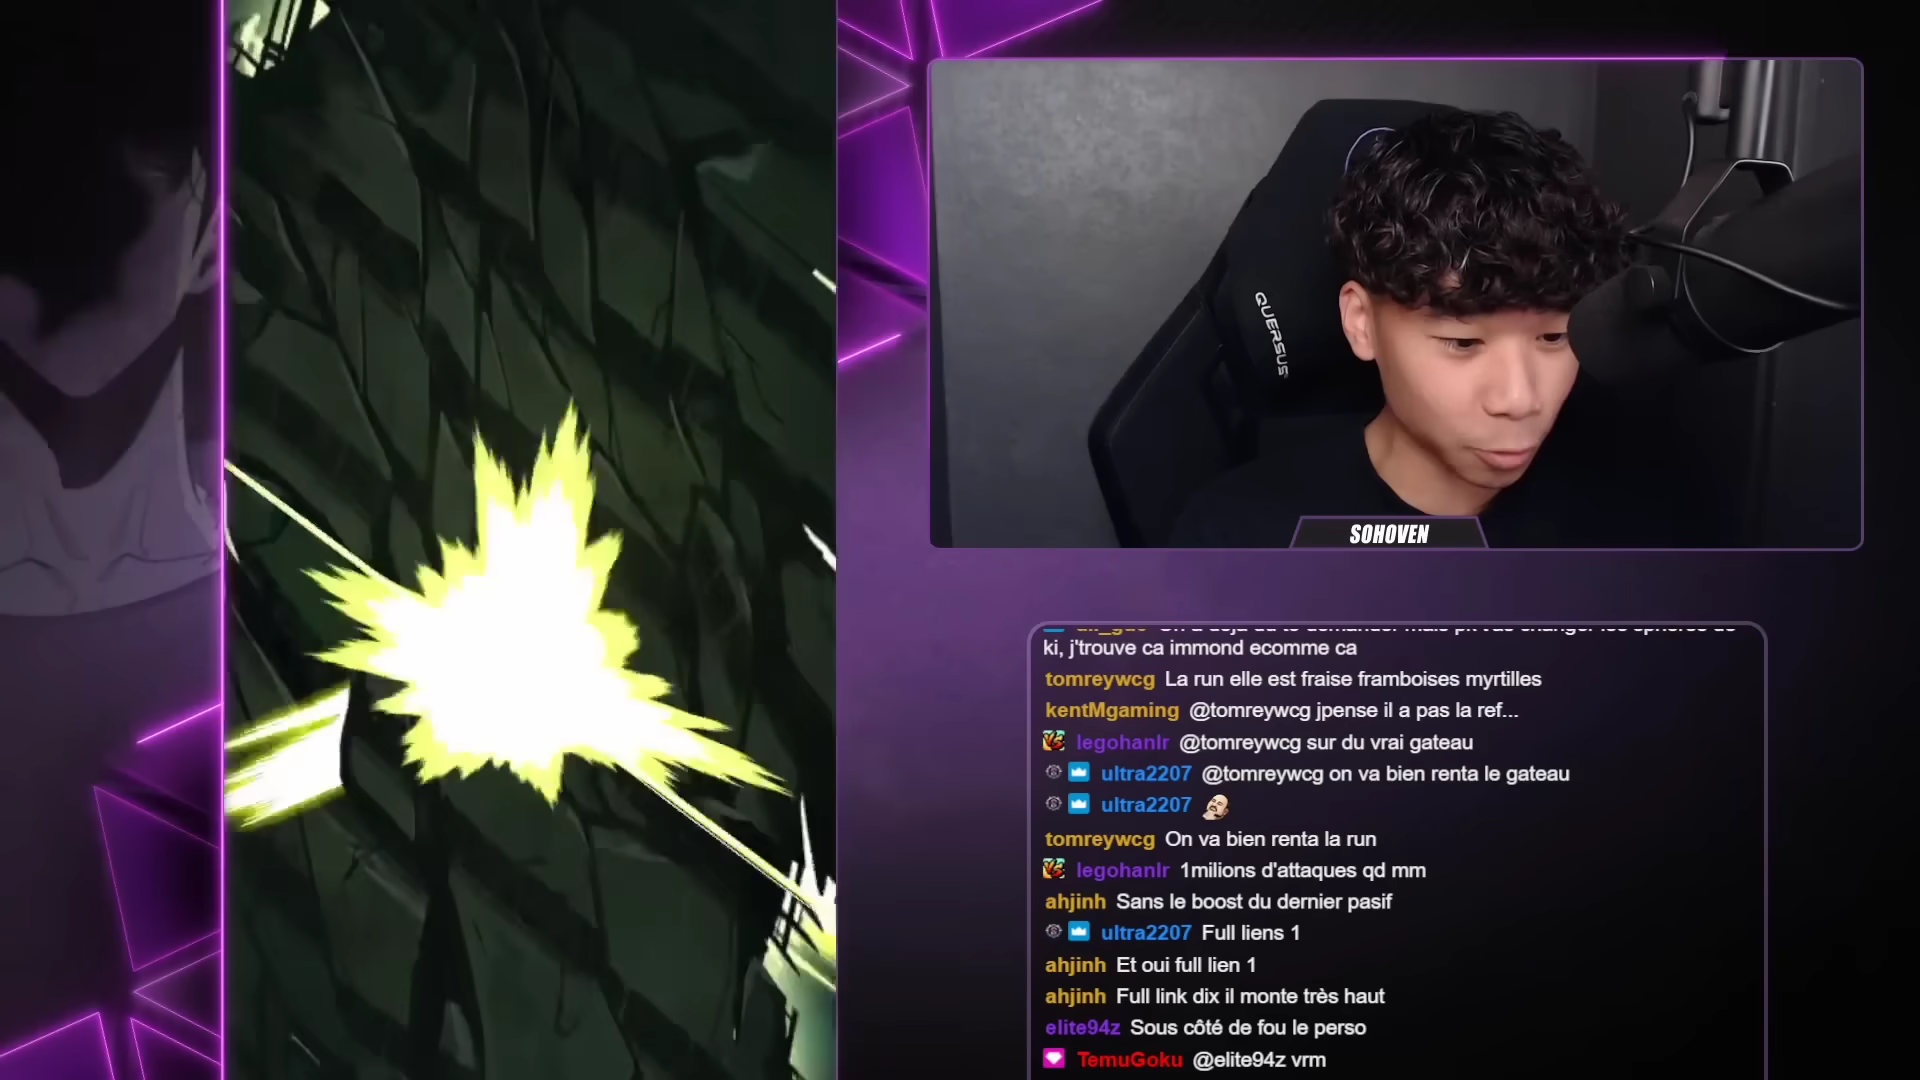 QUERSUS
SOHOVEN
ki, j'trouve ca immond ecomme ca
tomreywcg La run elle est fraise framboises myrtilles
kentMgaming @tomreywcg jpense il a pas la ref...
legohanlr @tomreywcg sur du vrai gateau
ultra2207 @tomreywcg on va bien renta le gateau
ultra2207
tomreywcg On va bien renta la run
legohanlr 1milions d'attaques qd mm
ahjinh Sans le boost du dernier pasif
ultra2207 Full liens 1
ahjinh Et oui full lien 1
ahjinh Full link dix il monte très haut
elite94z Sous côté de fou le perso
TemuGoku @elite94z vrm